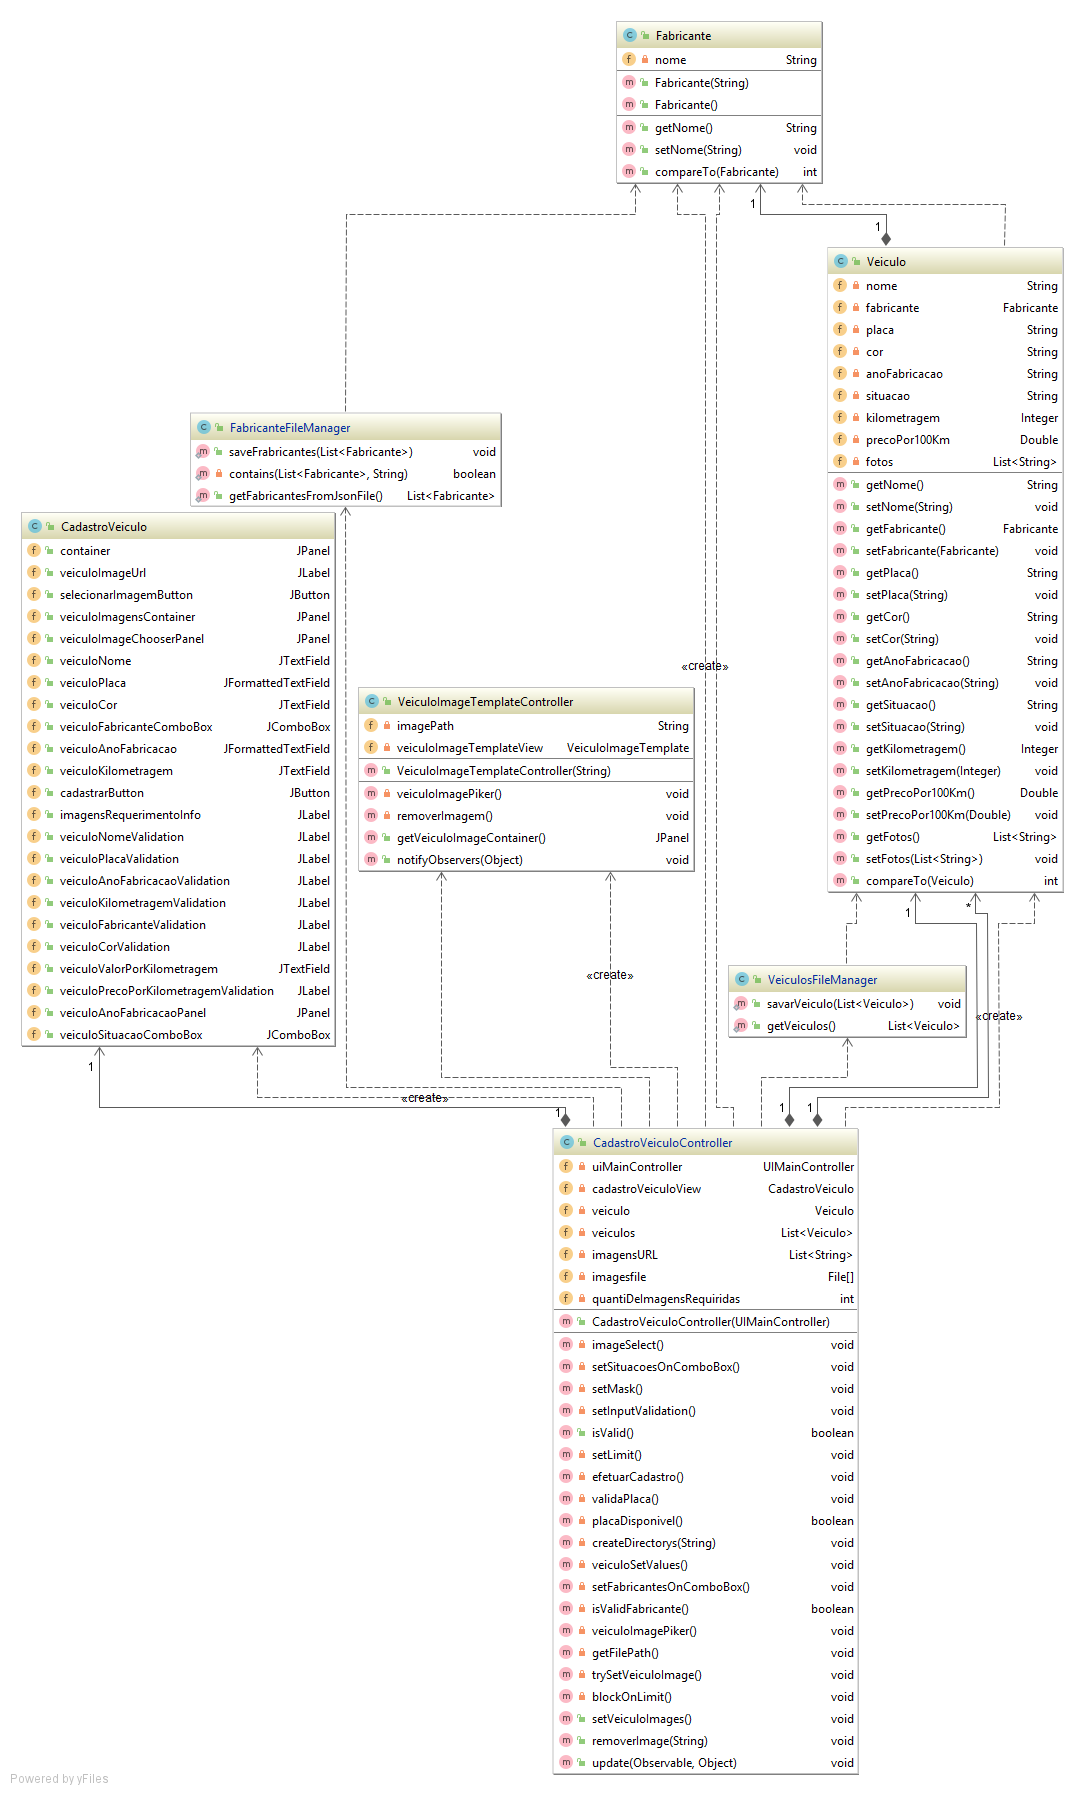 Fabricante
nome String
Fabricante(String)
Fabricante()
getNome() String
setNome(String) void
compareTo(Fabricante) int
1
1
Veiculo
nome String
fabricante Fabricante
placa String
cor String
anoFabricacao String
situacao String
kilometragem Integer
precoPor100Km Double
fotos List<String>
getNome() String
setNome(String) void
getFabricante() Fabricante
setFabricante(Fabricante) void
getPlaca() String
setPlaca(String) void
getCor() String
setCor(String) void
getAnoFabricacao() String
setAnoFabricacao(String) void
getSituacao() String
setSituacao(String) void
getKilometragem() Integer
setKilometragem(Integer) void
getPrecoPor100Km() Double
setPrecoPor100Km(Double) void
getFotos() List<String>
setFotos(List<String>) void
compareTo(Veiculo) int
FabricanteFileManager
saveFrabricantes(List<Fabricante>) void
contains(List<Fabricante>, String) boolean
getFabricantesFromJsonFile() List<Fabricante>
CadastroVeiculo
container JPanel
veiculoImageUrl JLabel
selecionarImagemButton JButton
veiculoImagensContainer JPanel
veiculoImageChooserPanel JPanel
veiculoNome JTextField
veiculoPlaca JFormattedTextField
veiculoCor JTextField
veiculoFabricanteComboBox JComboBox
veiculoAnoFabricacao JFormattedTextField
veiculoKilometragem JTextField
cadastrarButton JButton
imagensRequerimentoInfo JLabel
veiculoNomeValidation JLabel
veiculoPlacaValidation JLabel
veiculoAnoFabricacaoValidation JLabel
veiculoKilometragemValidation JLabel
veiculoFabricanteValidation JLabel
veiculoCorValidation JLabel
veiculoValorPorKilometragem JTextField
veiculoPrecoPorKilometragemValidation JLabel
veiculoAnoFabricacaoPanel JPanel
veiculoSituacaoComboBox JComboBox
«create»
VeiculoImageTemplateController
imagePath String
veiculoImageTemplateView VeiculoImageTemplate
VeiculoImageTemplateController(String)
veiculoImagePiker() void
removerImagem() void
getVeiculoImageContainer() JPanel
notifyObservers(Object) void
1
*
«create»
VeiculosFileManager
savarVeiculo(List<Veiculo>) void
getVeiculos() List<Veiculo>
«create»
1
«create»
1
1
1
CadastroVeiculoController
uiMainController UIMainController
cadastroVeiculoView CadastroVeiculo
veiculo Veiculo
veiculos List<Veiculo>
imagensURL List<String>
imagesfile File[]
quantiDeImagensRequiridas int
CadastroVeiculoController(UIMainController)
imageSelect() void
setSituacoesOnComboBox() void
setMask() void
setInputValidation() void
isValid() boolean
setLimit() void
efetuarCadastro() void
validaPlaca() void
placaDisponivel() boolean
createDirectorys(String) void
veiculoSetValues() void
setFabricantesOnComboBox() void
isValidFabricante() boolean
veiculoImagePiker() void
getFilePath() void
trySetVeiculoImage() void
blockOnLimit() void
setVeiculoImages() void
removerImage(String) void
update(Observable, Object) void
Powered by yFiles